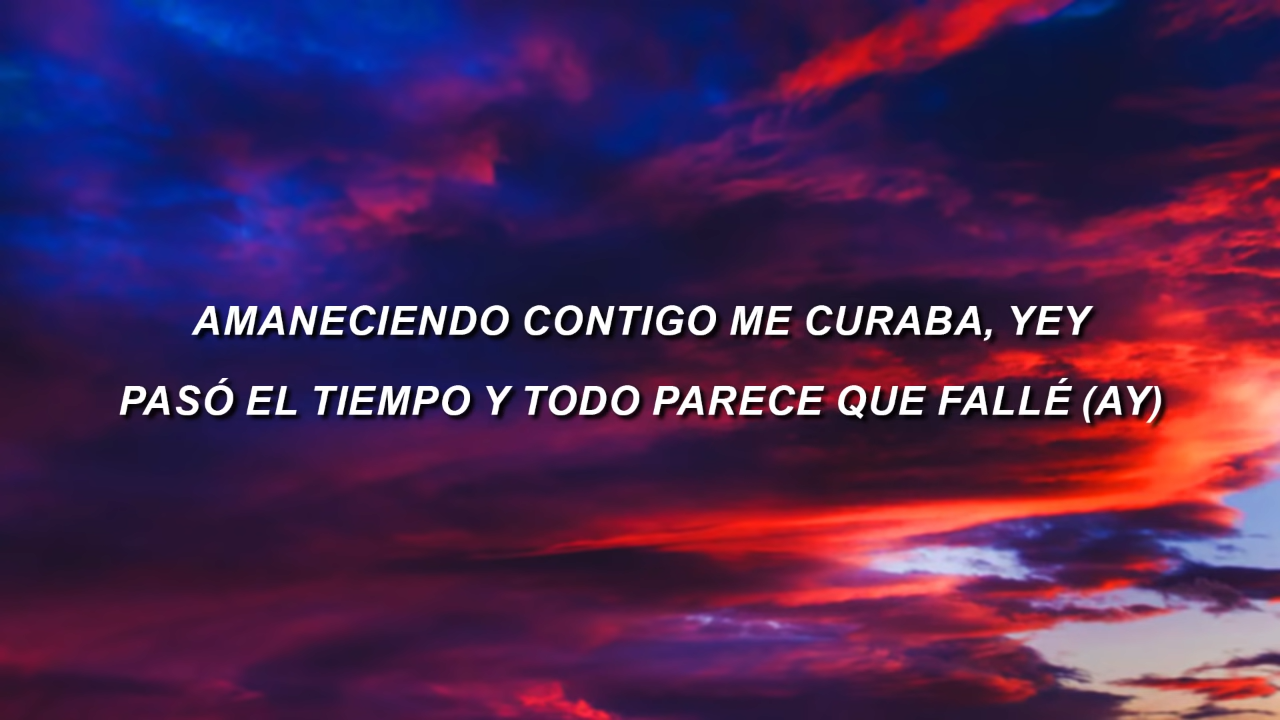 AMANECIENDO CONTIGO ME CURABA, YEY
PASÓ EL TIEMPO Y TODO PARECE QUE FALLÉ (AY)